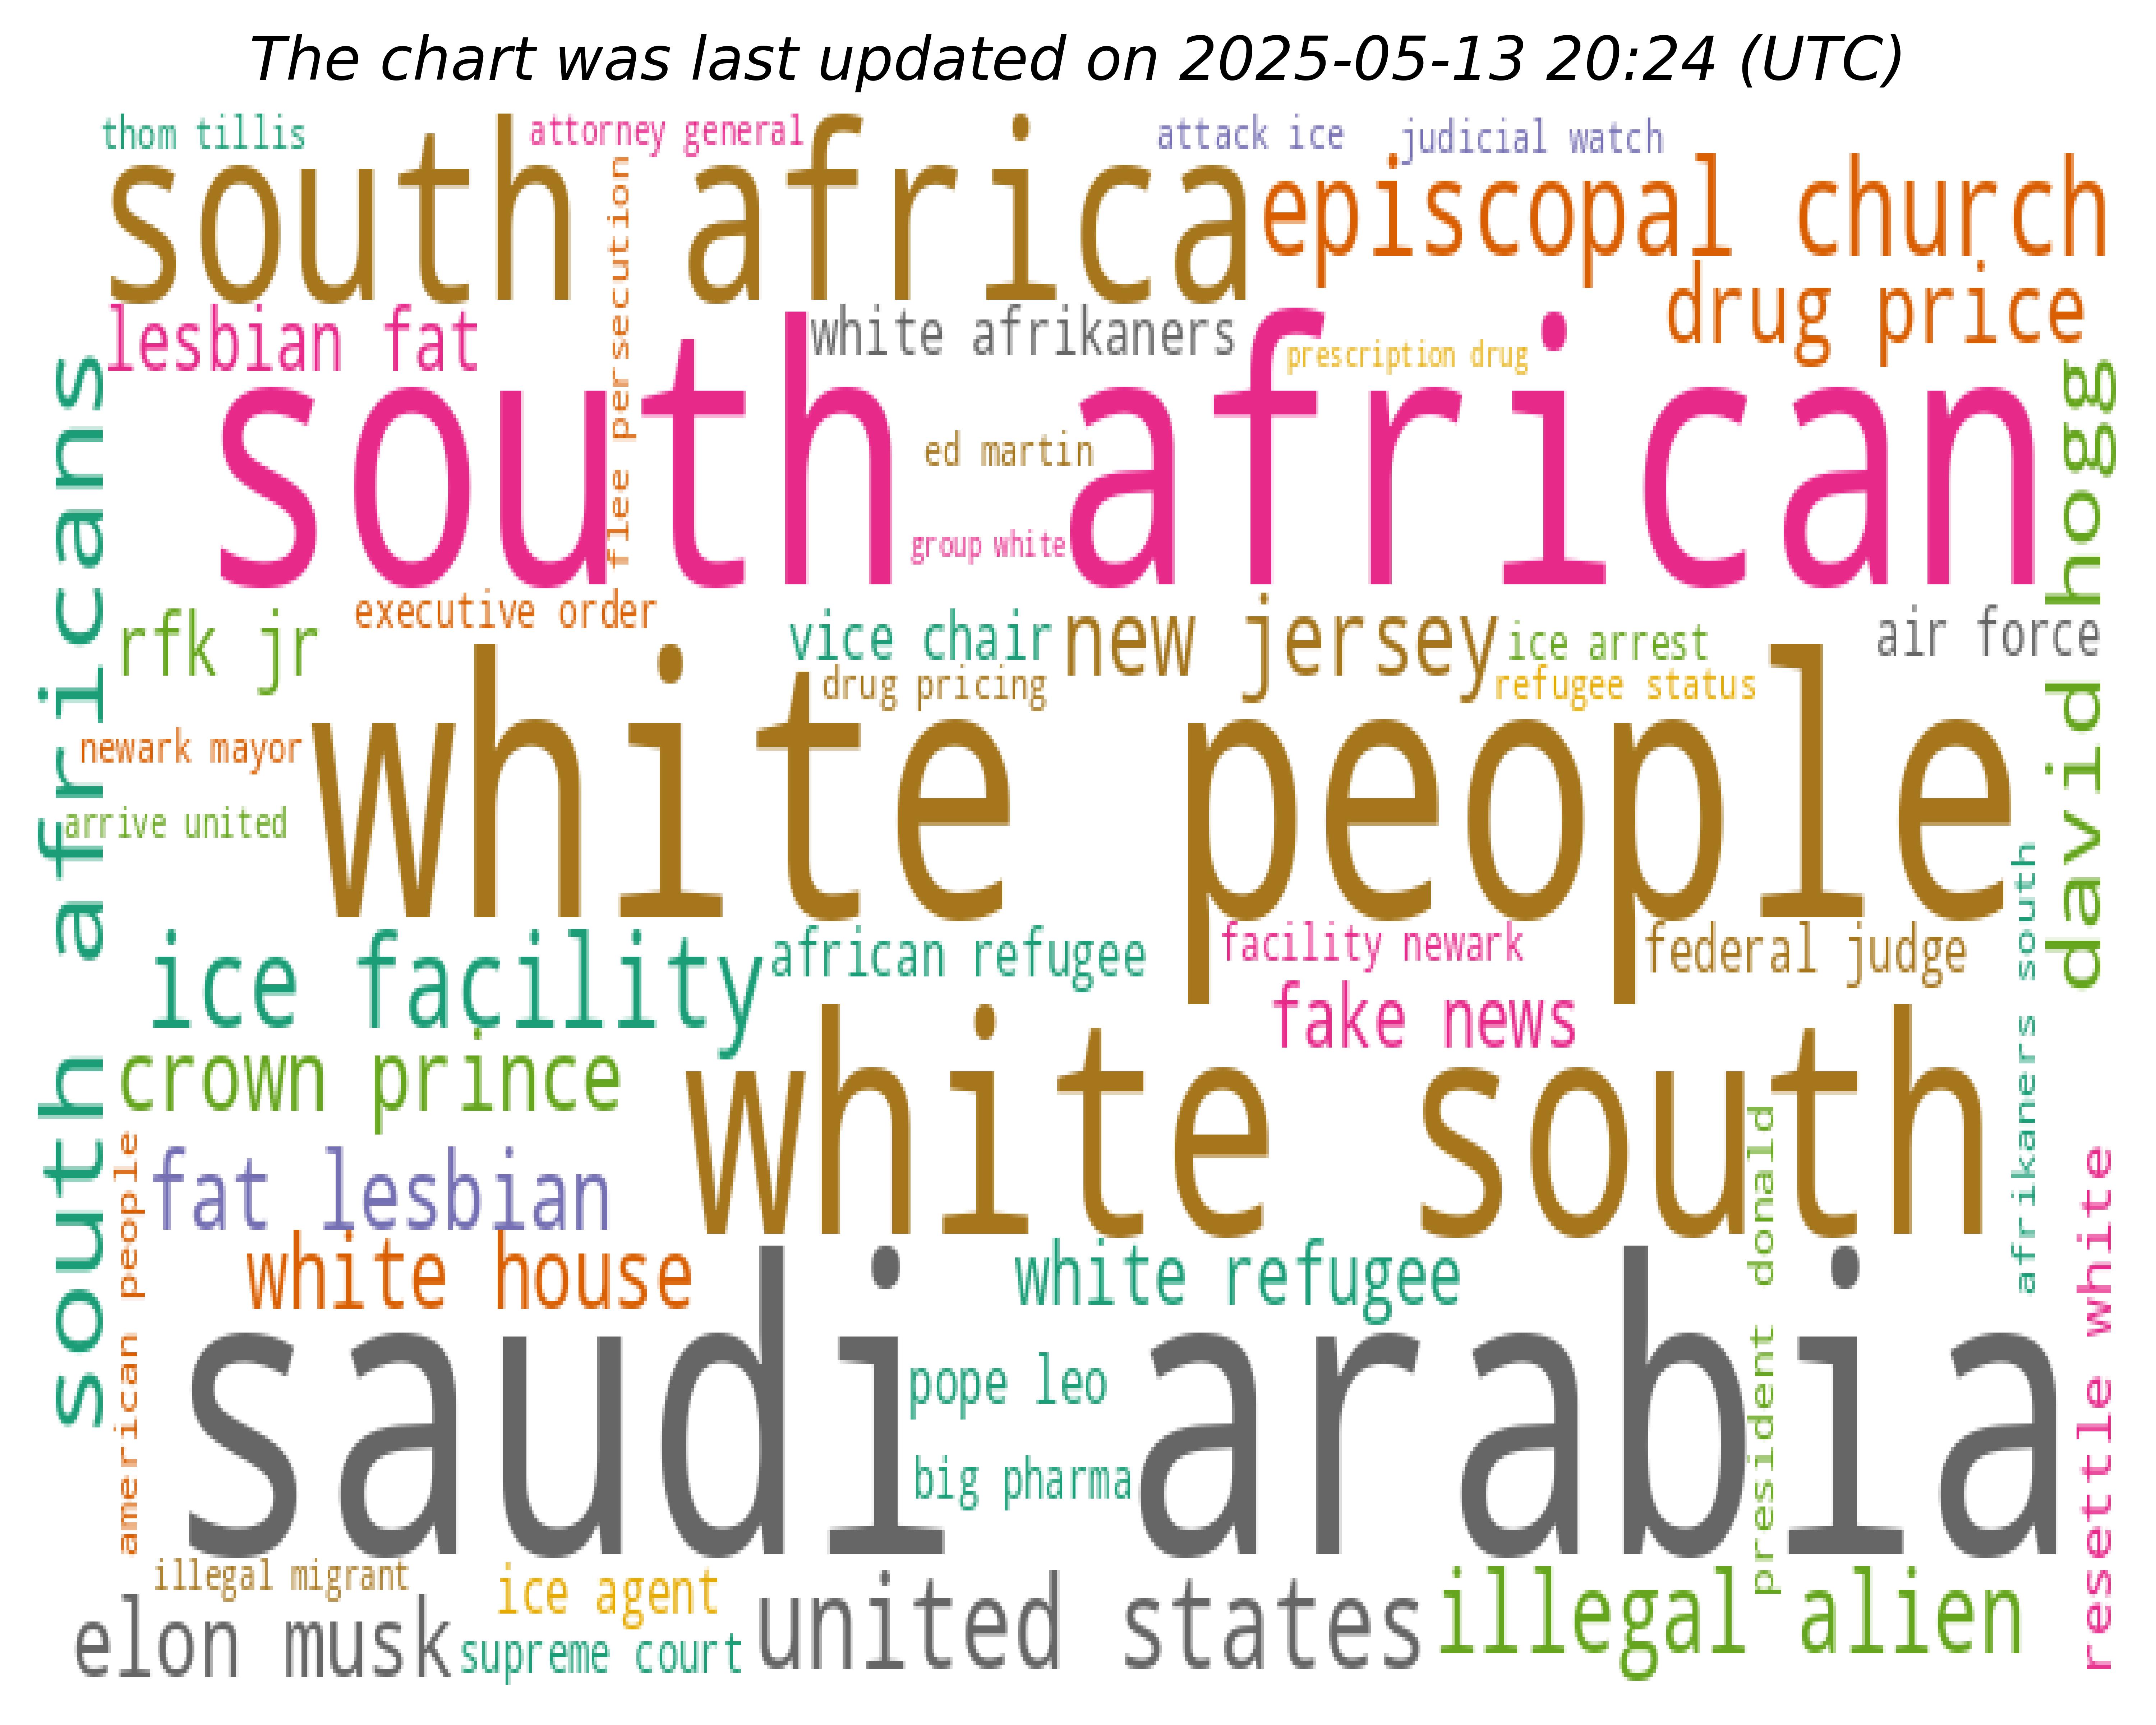 The chart was last updated on 2025-05-13 20:24 (UTC)
thom tillis
attorney general
attack ice
judicial watch
south africa
episcopal church
flee persecution
drug price
lesbian fat
white afrikaners
prescription drug
south africans
south african
david hogg
ed martin
group white
executive order
rfk jr
vice chair
new jersey
ice arrest
air force
drug pricing
refugee status
newark mayor
white people
arrive united
afrikaners south
ice facility
african refugee
facility newark
federal judge
fake news
crown prince
white south
president donald
american people
fat lesbian
resettle white
white house
white refugee
saudi arabia
pope leo
big pharma
illegal migrant
ice agent
united states
illegal alien
elon musk
supreme court